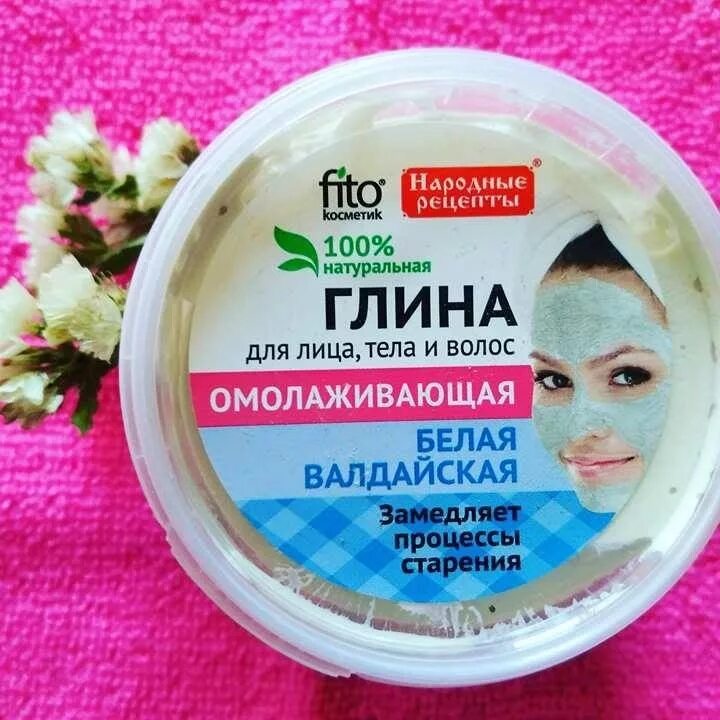 fito®
косметик
Народные®
рецепты
100%
натуральная
ГЛИНА
для лица, тела и волос
ОМОЛАЖИВАЮЩАЯ
БЕЛАЯ
ВАЛДАЙСКАЯ
Замедляет
процессы
старения